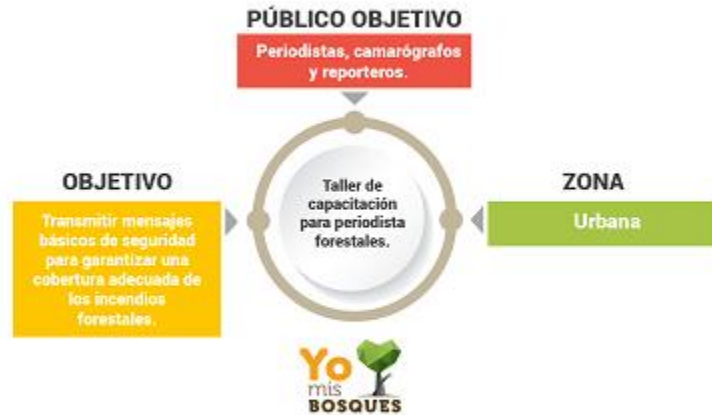 PÚBLICO OBJETIVO
Periodistas, camarógrafos
y reporteros.
OBJETIVO
Transmitir mensajes
básicos de seguridad
para garantizar una
cobertura adecuada de
los incendios
forestales.
Taller de
capacitación
para periodista
forestales.
ZONA
Urbana
Yo
mis
BOSQUES